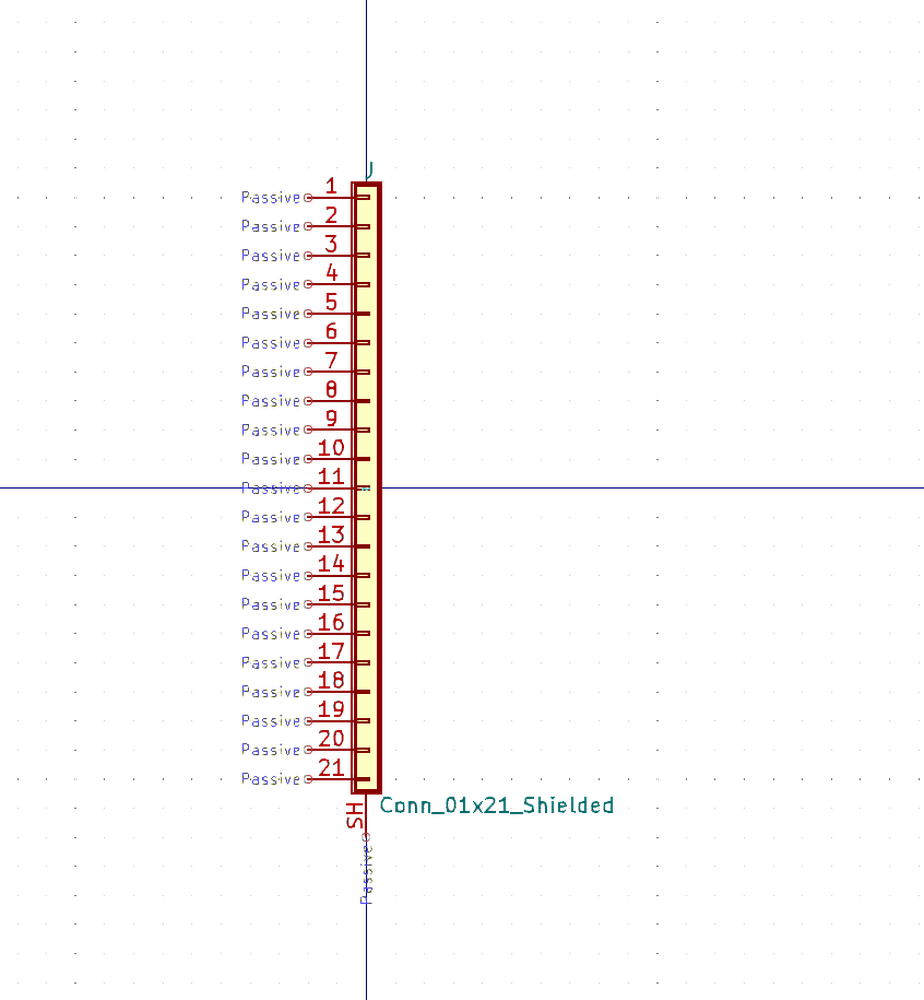 J
Passive 1
Passive 2
Passive 3
Passive 4
Passive 5
Passive 6
Passive 7
Passive 8
Passive 9
Passive 10
Passive 11
Passive 12
Passive 13
Passive 14
Passive 15
Passive 16
Passive 17
Passive 18
Passive 19
Passive 20
Passive 21
Conn_01x21_Shielded
SH
Passive